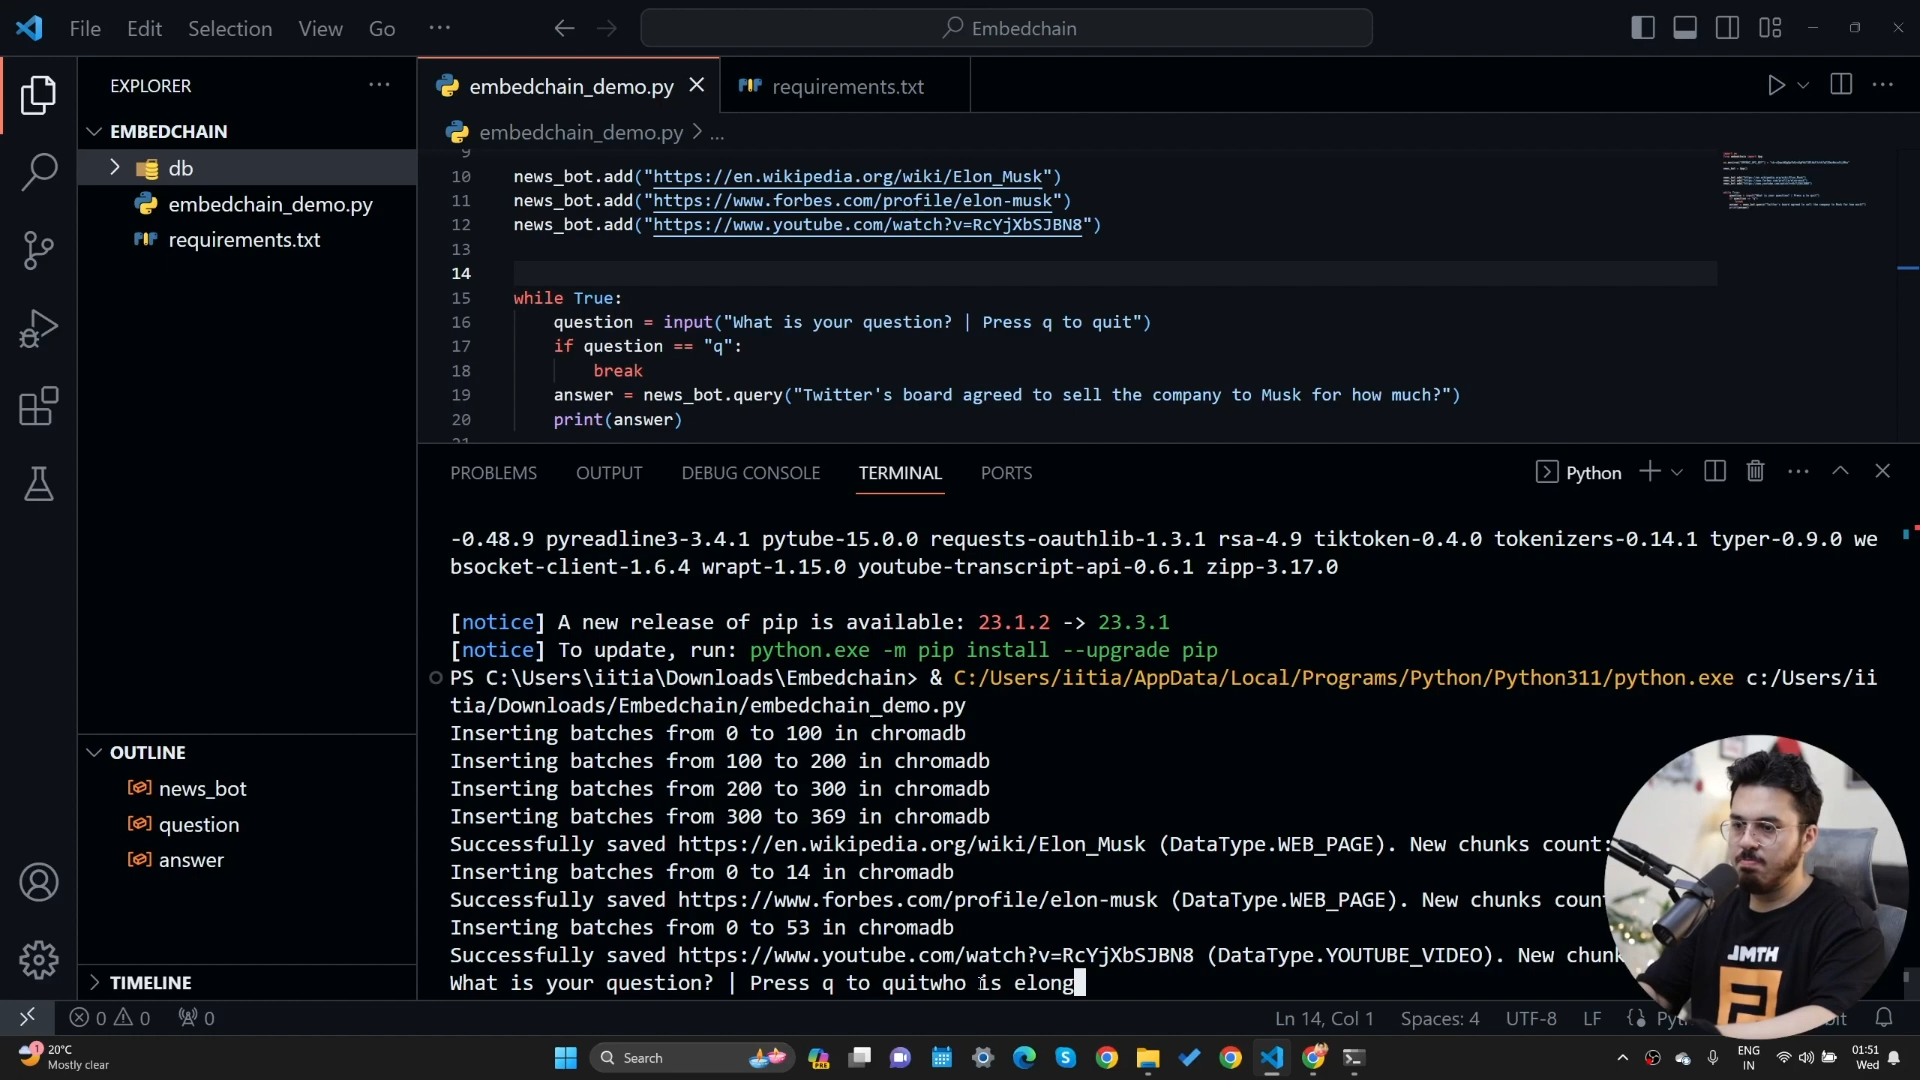 File Edit Selection View Go ···
Embedchain
EXPLORER ···
EMBEDCHAIN
db
embedchain_demo.py
requirements.txt
OUTLINE
news_bot
question
answer
TIMELINE
embedchain_demo.py
requirements.txt
embedchain_demo.py > ...
9
10 news_bot.add("https://en.wikipedia.org/wiki/Elon_Musk")
11 news_bot.add("https://www.forbes.com/profile/elon-musk")
12 news_bot.add("https://www.youtube.com/watch?v=RcYjXbSJBN8")
13
14
15 while True:
16 question = input("What is your question? | Press q to quit")
17 if question == "q":
18 break
19 answer = news_bot.query("Twitter's board agreed to sell the company to Musk for how much?")
20 print(answer)
21
PROBLEMS OUTPUT DEBUG CONSOLE TERMINAL PORTS
Python
-0.48.9 pyreadline3-3.4.1 pytube-15.0.0 requests-oauthlib-1.3.1 rsa-4.9 tiktoken-0.4.0 tokenizers-0.14.1 typer-0.9.0 we
bsocket-client-1.6.4 wrapt-1.15.0 youtube-transcript-api-0.6.1 zipp-3.17.0
[notice] A new release of pip is available: 23.1.2 -> 23.3.1
[notice] To update, run: python.exe -m pip install --upgrade pip
PS C:\Users\iitia\Downloads\Embedchain> & C:/Users/iitia/AppData/Local/Programs/Python/Python311/python.exe c:/Users/ii
tia/Downloads/Embedchain/embedchain_demo.py
Inserting batches from 0 to 100 in chromadb
Inserting batches from 100 to 200 in chromadb
Inserting batches from 200 to 300 in chromadb
Inserting batches from 300 to 369 in chromadb
Successfully saved https://en.wikipedia.org/wiki/Elon_Musk (DataType.WEB_PAGE). New chunks count:
Inserting batches from 0 to 14 in chromadb
Successfully saved https://www.forbes.com/profile/elon-musk (DataType.WEB_PAGE). New chunks coun
Inserting batches from 0 to 53 in chromadb
Successfully saved https://www.youtube.com/watch?v=RcYjXbSJBN8 (DataType.YOUTUBE_VIDEO). New chun
What is your question? | Press q to quitwho is elong
JMTH
0 0 0
Ln 14, Col 1 Spaces: 4 UTF-8 LF
1
20°C
Mostly clear
Search
PRE
ENG
IN
01:51
Wed